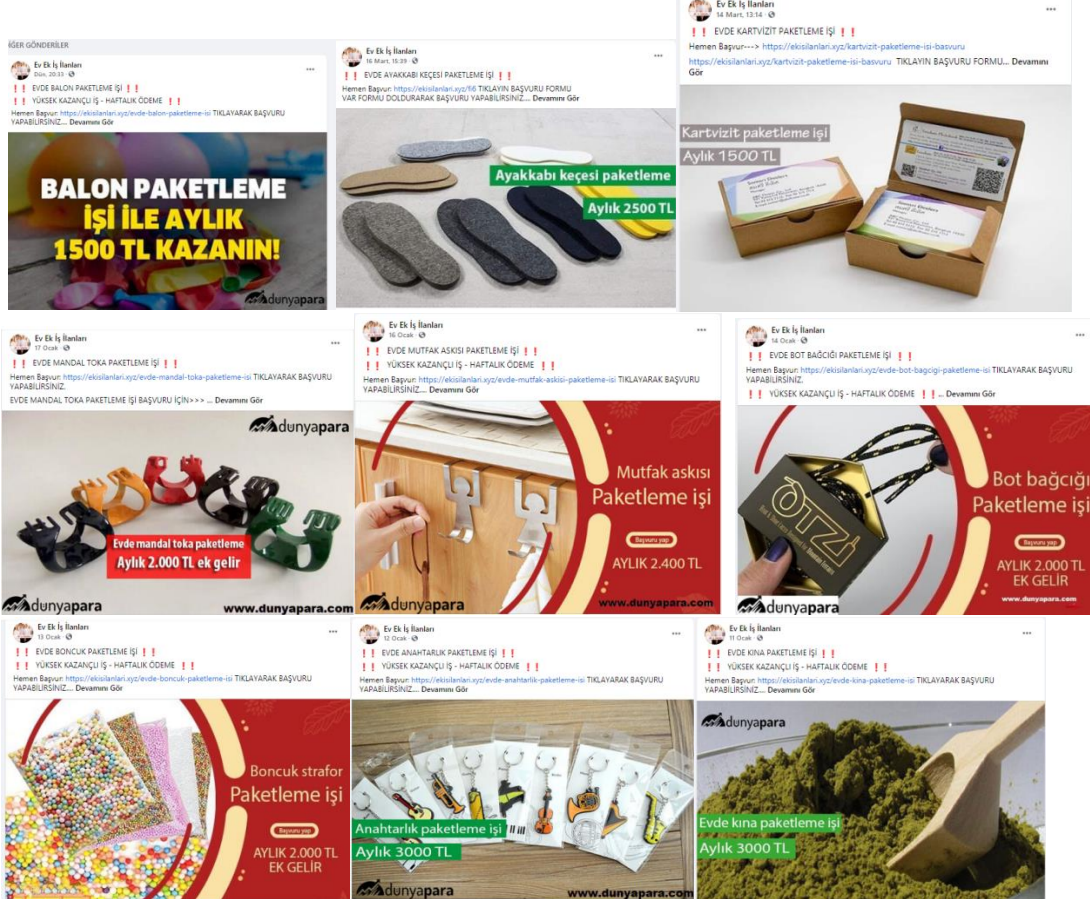 İĞER GÖNDERİLER
Ev Ek İş İlanları
Dün, 20:33
❗❗ EVDE BALON PAKETLEME İŞİ ❗❗
❗❗ YÜKSEK KAZANÇLI İŞ - HAFTALIK ÖDEME ❗❗
Hemen Başvur: https://ekisilanlari.xyz/evde-balon-paketleme-isi TIKLAYARAK BAŞVURU
YAPABİLİRSİNİZ.... Devamını Gör
BALON PAKETLEME
İŞİ İLE AYLIK
1500 TL KAZANIN!
dunyapara
Ev Ek İş İlanları
16 Mart, 15:39
❗❗ EVDE AYAKKABI KEÇESİ PAKETLEME İŞİ ❗❗
Hemen Başvur: https://ekisilanlari.xyz/fi6 TIKLAYIN BAŞVURU FORMU
VAR FORMU DOLDURARAK BAŞVURU YAPABİLİRSİNİZ.... Devamını Gör
Ayakkabı keçesi paketleme
Aylık 2500 TL
Ev Ek İş İlanları
14 Mart, 13:14
❗❗ EVDE KARTVİZİT PAKETLEME İŞİ ❗❗
Hemen Başvur---> https://ekisilanlari.xyz/kartvizit-paketleme-isi-basvuru
https://ekisilanlari.xyz/kartvizit-paketleme-isi-basvuru TIKLAYIN BAŞVURU FORMU... Devamını
Gör
Kartvizit paketleme işi
Aylık 1500 TL
Ev Ek İş İlanları
17 Ocak
❗❗ EVDE MANDAL TOKA PAKETLEME İŞİ ❗❗
Hemen Başvur: https://ekisilanlari.xyz/evde-mandal-toka-paketleme-isi TIKLAYARAK BAŞVURU
YAPABİLİRSİNİZ.
EVDE MANDAL TOKA PAKETLEME İŞİ BAŞVURU İÇİN>>> ... Devamını Gör
dunyapara
Evde mandal toka paketleme
Aylık 2.000 TL ek gelir
dunyapara
www.dunyapara.com
Ev Ek İş İlanları
16 Ocak
❗❗ EVDE MUTFAK ASKISI PAKETLEME İŞİ ❗❗
❗❗ YÜKSEK KAZANÇLI İŞ - HAFTALIK ÖDEME ❗❗
Hemen Başvur: https://ekisilanlari.xyz/evde-mutfak-askisi-paketleme-isi TIKLAYARAK BAŞVURU
YAPABİLİRSİNİZ.... Devamını Gör
Mutfak askısı
Paketleme işi
Başvuru yap
AYLIK 2.400 TL
dunyapara
www.dunyapara.com
Ev Ek İş İlanları
14 Ocak
❗❗ EVDE BOT BAĞCIĞI PAKETLEME İŞİ ❗❗
Hemen Başvur: https://ekisilanlari.xyz/evde-bot-bagcigi-paketleme-isi TIKLAYARAK BAŞVURU
YAPABİLİRSİNİZ.
❗❗ YÜKSEK KAZANÇLI İŞ - HAFTALIK ÖDEME ❗❗... Devamını Gör
OTZI
Bot bağcığı
Paketleme işi
Başvuru yap
AYLIK 2.000 TL
EK GELİR
www.dunyapara.com
dunyapara
Ev Ek İş İlanları
13 Ocak
❗❗ EVDE BONCUK PAKETLEME İŞİ ❗❗
❗❗ YÜKSEK KAZANÇLI İŞ - HAFTALIK ÖDEME ❗❗
Hemen Başvur: https://ekisilanlari.xyz/evde-boncuk-paketleme-isi TIKLAYARAK BAŞVURU
YAPABİLİRSİNİZ.... Devamını Gör
Boncuk strafor
Paketleme işi
Başvuru yap
AYLIK 2.000 TL
EK GELİR
dunyapara
Ev Ek İş İlanları
12 Ocak
❗❗ EVDE ANAHTARLIK PAKETLEME İŞİ ❗❗
❗❗ YÜKSEK KAZANÇLI İŞ - HAFTALIK ÖDEME ❗❗
Hemen Başvur: https://ekisilanlari.xyz/evde-anahtarlik-paketleme-isi TIKLAYARAK BAŞVURU
YAPABİLİRSİNİZ.... Devamını Gör
Anahtarlık paketleme işi
Aylık 3000 TL
dunyapara
www.dunyapara.com
Ev Ek İş İlanları
11 Ocak
❗❗ EVDE KINA PAKETLEME İŞİ ❗❗
❗❗ YÜKSEK KAZANÇLI İŞ - HAFTALIK ÖDEME ❗❗
Hemen Başvur: https://ekisilanlari.xyz/evde-kina-paketleme-isi TIKLAYARAK BAŞVURU
YAPABİLİRSİNİZ.... Devamını Gör
dunyapara
Evde kına paketleme işi
Aylık 3000 TL